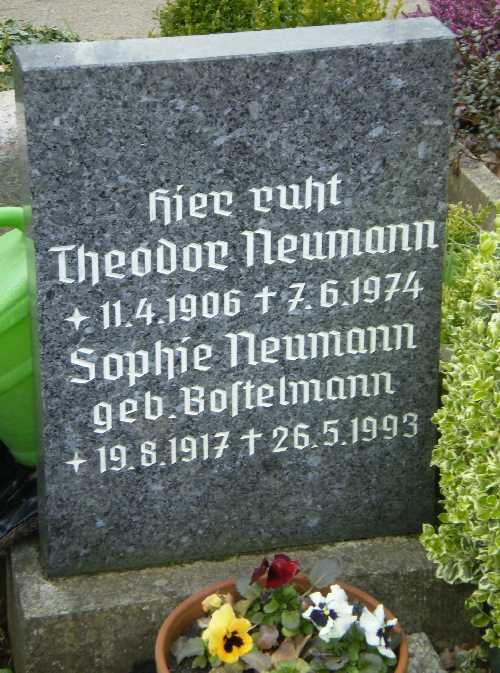 Hier ruht
Theodor Neumann
✦ 11.4.1906 ✝ 7.6.1974
Sophie Neumann
geb. Boſtelmann
✦ 19.8.1917 ✝ 26.5.1993